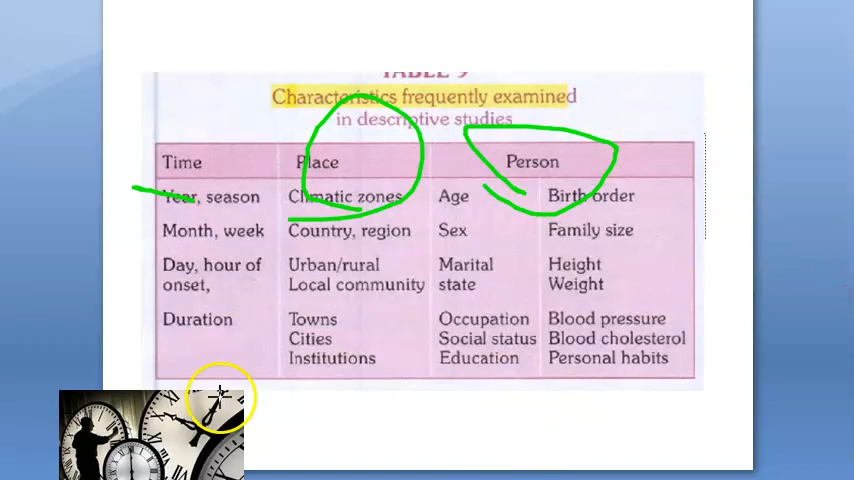 TABLE 9
Characteristics frequently examined
in descriptive studies
Time Place Person
Year, season Climatic zones Age Birth order
Month, week Country, region Sex Family size
Day, hour of Urban/rural Marital Height
onset, Local community state Weight
Duration Towns Occupation Blood pressure
Cities Social status Blood cholesterol
Institutions Education Personal habits